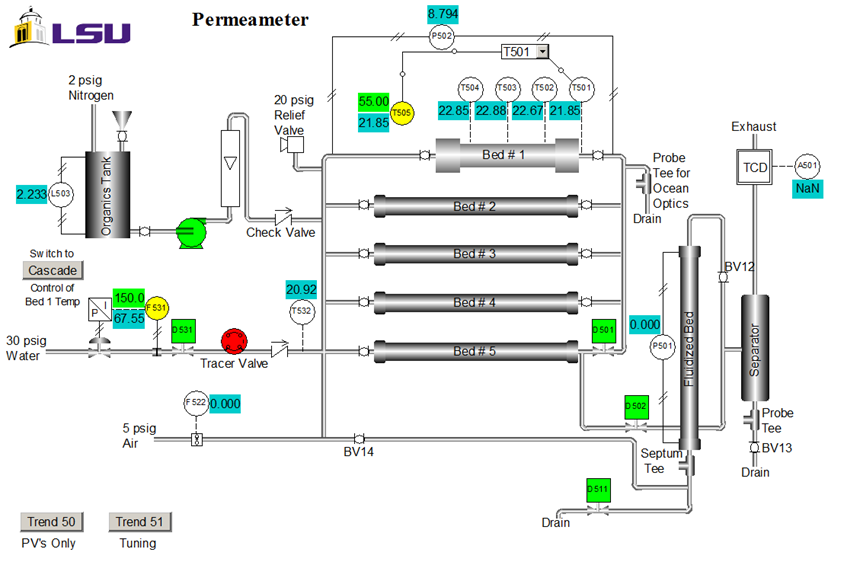 LSU
Permeameter
8.794
P502
T501
2 psig
Nitrogen
20 psig
Relief
Valve
55.00
21.85
T505
T504
T503
T502
T501
22.85
22.88
22.67
21.85
Bed # 1
Exhaust
TCD
A501
NaN
Probe
Tee for
Ocean
Optics
Drain
2.233
L503
Organics Tank
Check Valve
Bed # 2
Switch to
Cascade
Control of
Bed 1 Temp
Bed # 3
BV12
150.0
67.55
F531
P
I
20.92
T532
Bed # 4
0.000
P501
Fluidized Bed
Separator
30 psig
Water
D531
Tracer Valve
Bed # 5
D501
F522
0.000
D502
5 psig
Air
BV14
Septum
Tee
Probe
Tee
BV13
Drain
D511
Drain
Trend 50
Trend 51
PV's Only
Tuning